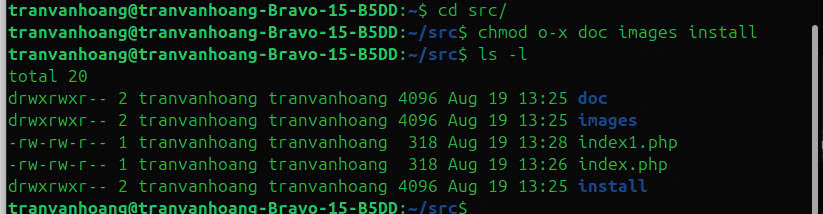 tranvanhoang@tranvanhoang-Bravo-15-B5DD:~$ cd src/
tranvanhoang@tranvanhoang-Bravo-15-B5DD:~/src$ chmod o-x doc images install
tranvanhoang@tranvanhoang-Bravo-15-B5DD:~/src$ ls -l
total 20
drwxrwxr-- 2 tranvanhoang tranvanhoang 4096 Aug 19 13:25 doc
drwxrwxr-- 2 tranvanhoang tranvanhoang 4096 Aug 19 13:25 images
-rw-rw-r-- 1 tranvanhoang tranvanhoang  318 Aug 19 13:28 index1.php
-rw-rw-r-- 1 tranvanhoang tranvanhoang  318 Aug 19 13:26 index.php
drwxrwxr-- 2 tranvanhoang tranvanhoang 4096 Aug 19 13:25 install
tranvanhoang@tranvanhoang-Bravo-15-B5DD:~/src$